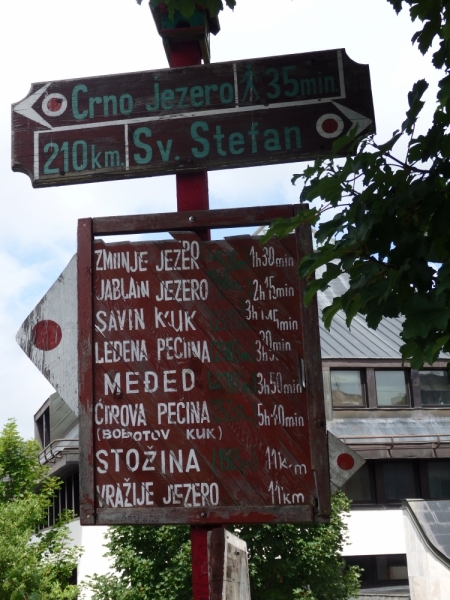 Crno jezero 35min
210km. Sv. Stefan
ZMINJE JEZERO 1h30min
JABLAN JEZERO 2h15min
ŠAVIN KUK
LEDENA PEĆINA
MEĐED 3h50min
ĆIROVA PEĆINA 5h40min
(BOBOTOV KUK)
STOŽINA 11km
VRAŽIJE JEZERO 11km